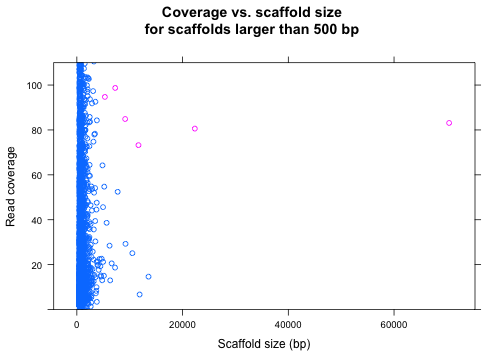 Coverage vs. scaffold size
for scaffolds larger than 500 bp
100
80
60
40
20
Read coverage
0
20000
40000
60000
Scaffold size (bp)